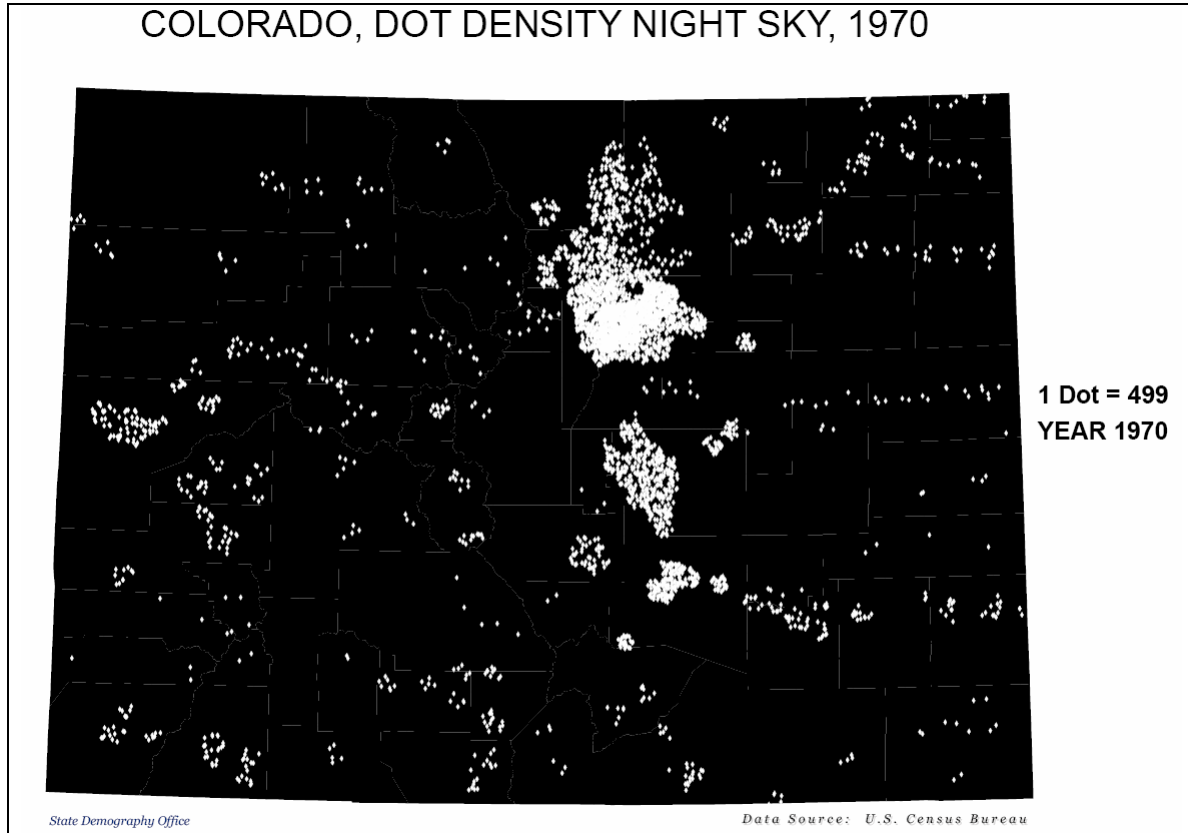 COLORADO, DOT DENSITY NIGHT SKY, 1970
1 Dot = 499
YEAR 1970
State Demography Office
Data Source: U.S. Census Bureau